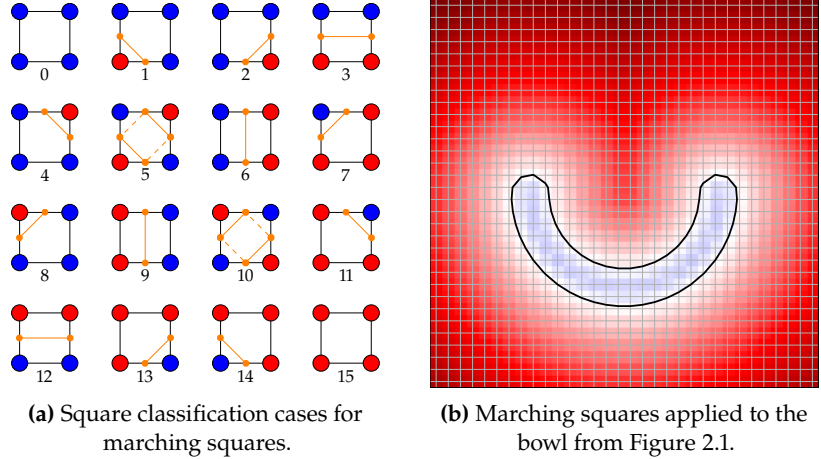 0 1 2 3
4 5 6 7
8 9 10 11
12 13 14 15
(a) Square classification cases for
marching squares.
(b) Marching squares applied to the
bowl from Figure 2.1.